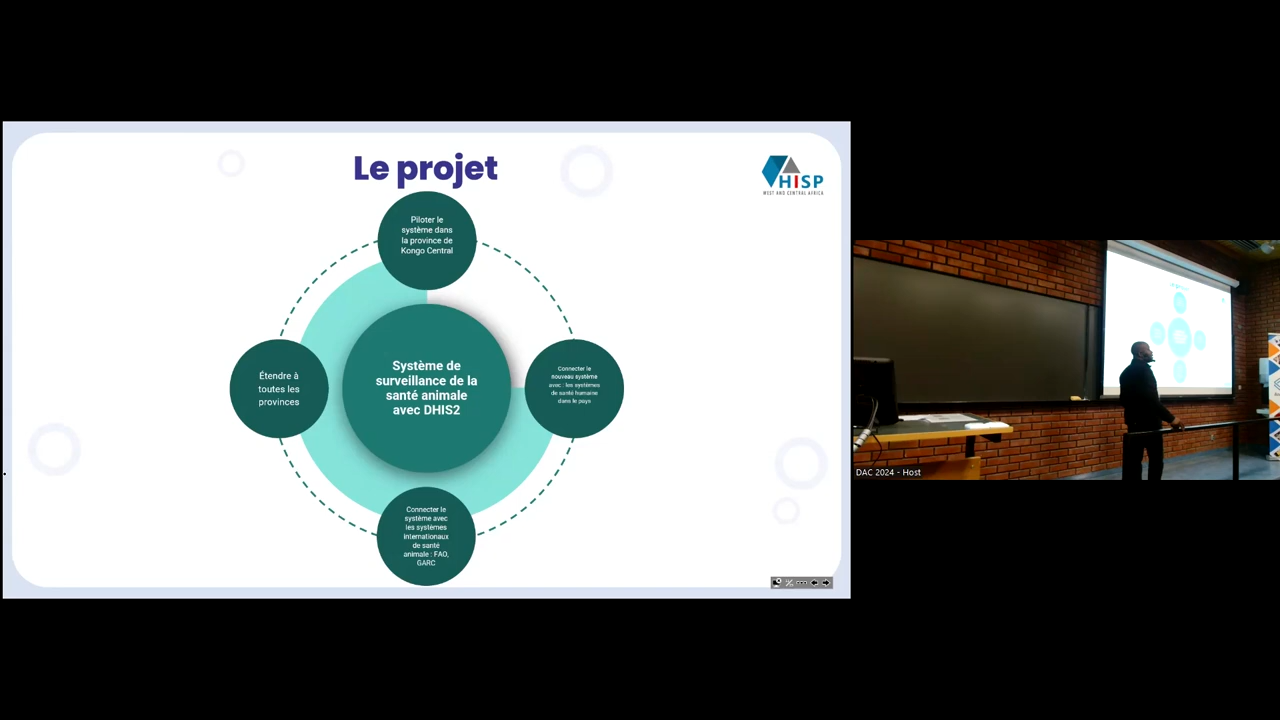 Le projet
HISP
WEST AND CENTRAL AFRICA
Piloter le
système dans
la province de
Kongo Central
Étendre à
toutes les
provinces
Système de
surveillance de la
santé animale
avec DHIS2
Connecter le
nouveau système
avec : les systèmes
de santé humaine
dans le pays
Connecter le
système avec
les systèmes
internationaux
de santé
animale : FAO,
GARC
DAC 2024 - Host